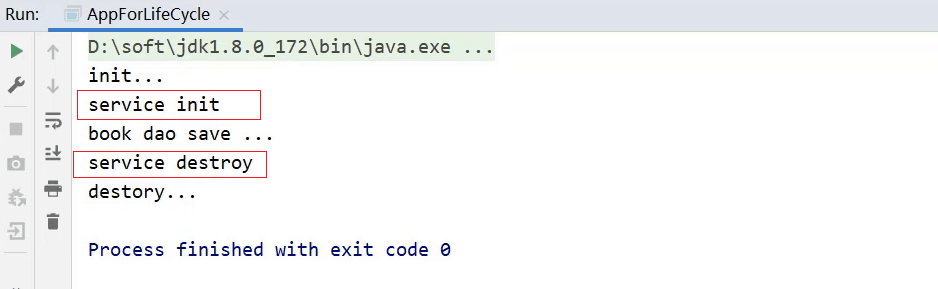 Run: AppForLifeCycle
D:\soft\jdk1.8.0_172\bin\java.exe ...
init...
service init
book dao save ...
service destroy
destory...
Process finished with exit code 0